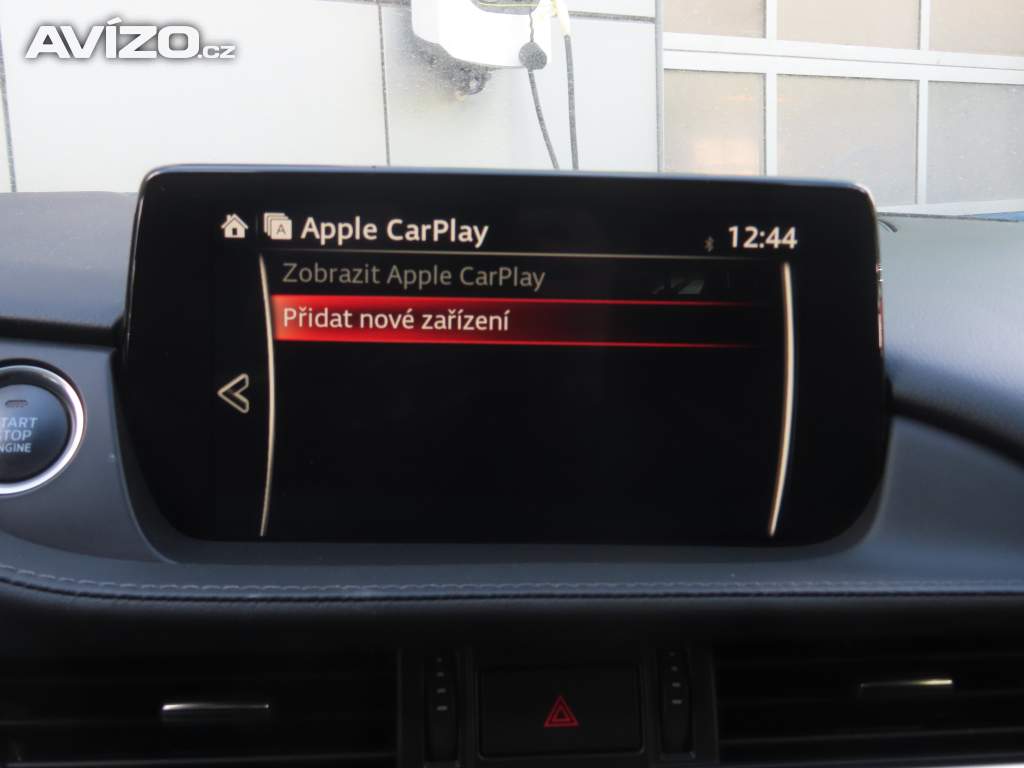 AVÍZO.cz
A Apple CarPlay
12:44
Zobrazit Apple CarPlay
Přidat nové zařízení
START
STOP
ENGINE